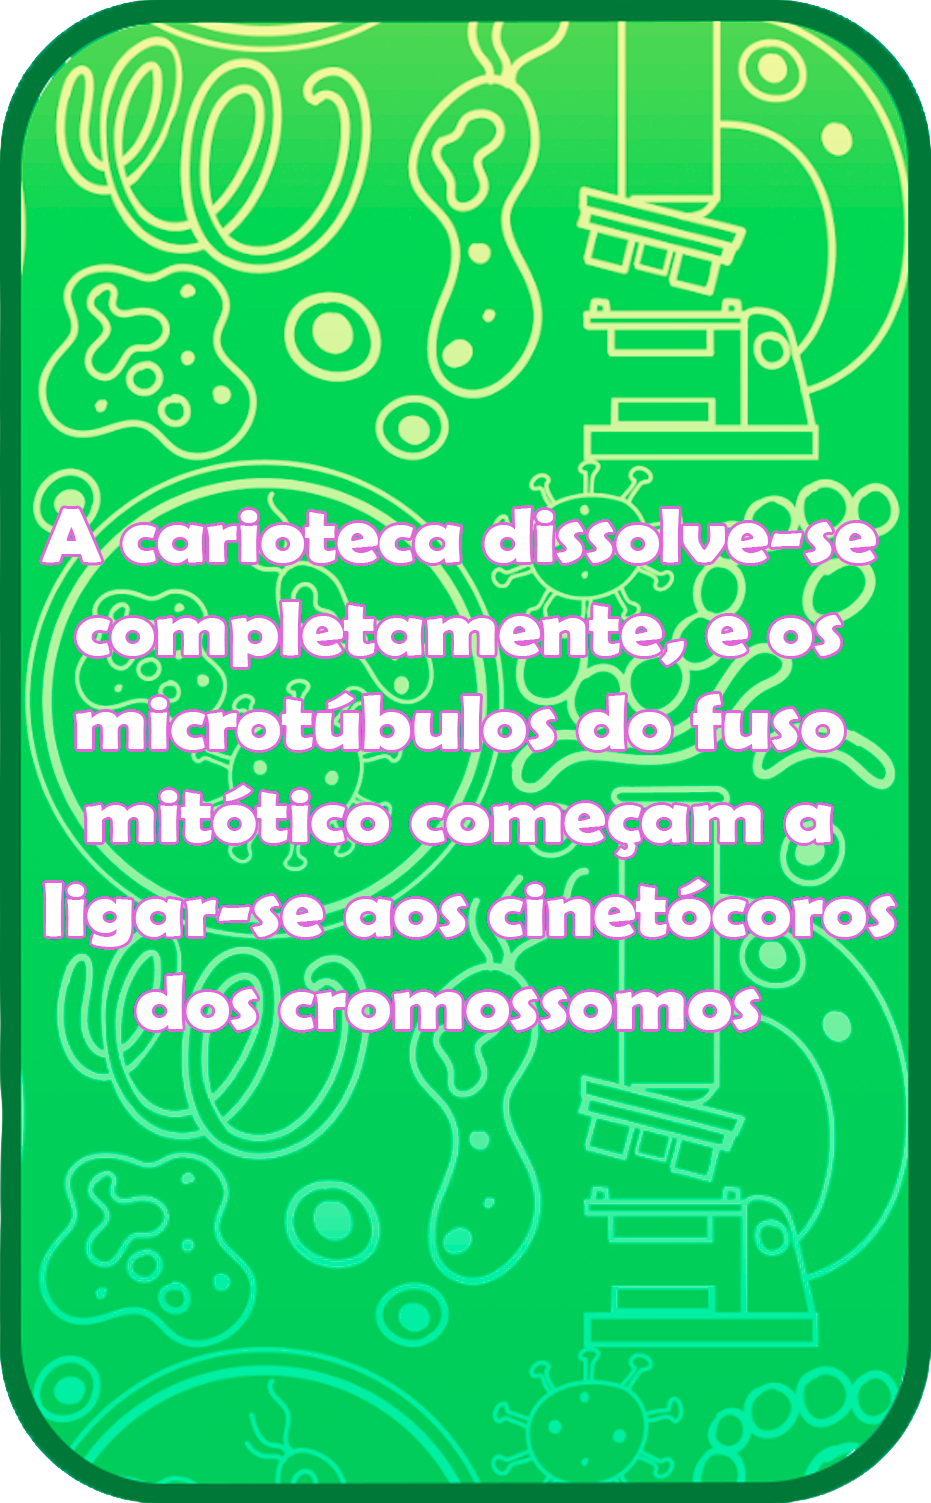 A carioteca dissolve-se
completamente, e os
microtúbulos do fuso
mitótico começam a
ligar-se aos cinetócoros
dos cromossomos